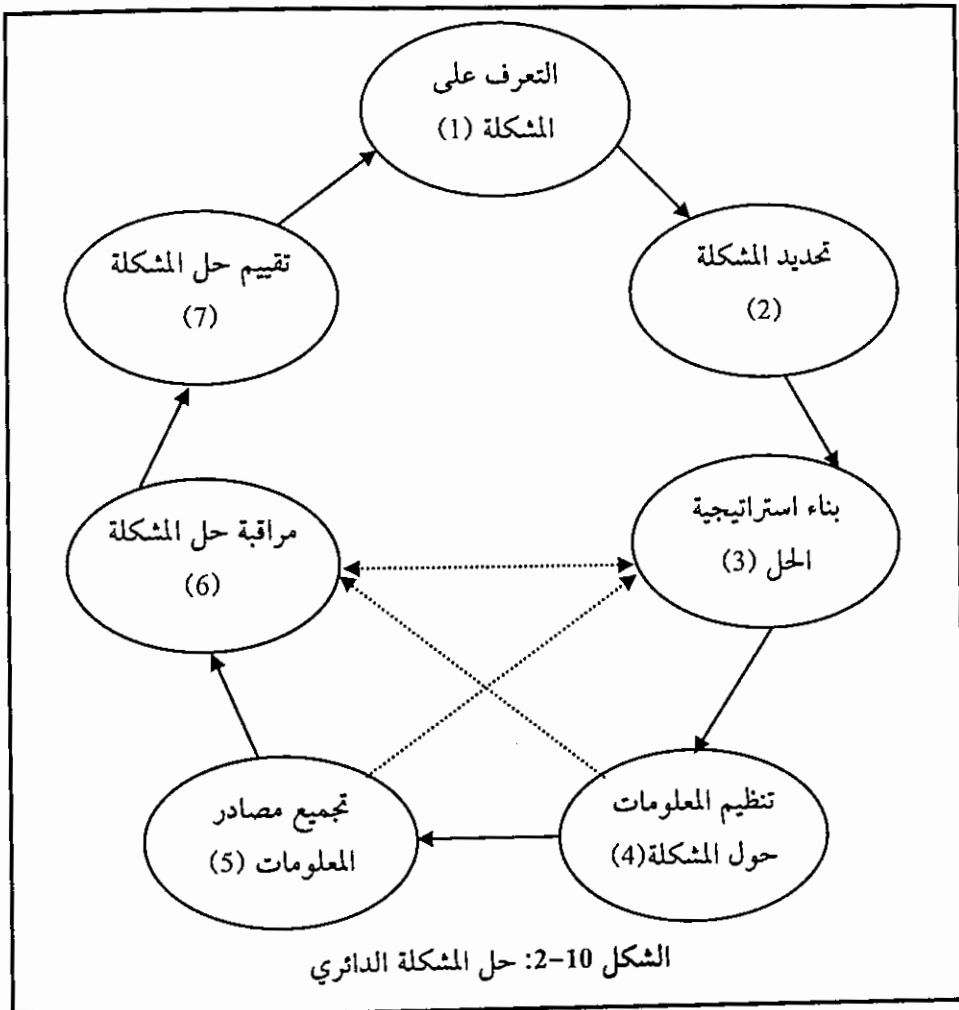 التعرف على
المشكلة (1)
تحديد المشكلة
(2)
بناء استراتيجية
الحل (3)
تنظيم المعلومات
حول المشكلة(4)
تجميع مصادر
المعلومات (5)
مراقبة حل المشكلة
(6)
تقييم حل المشكلة
(7)
الشكل 10-2: حل المشكلة الدائري